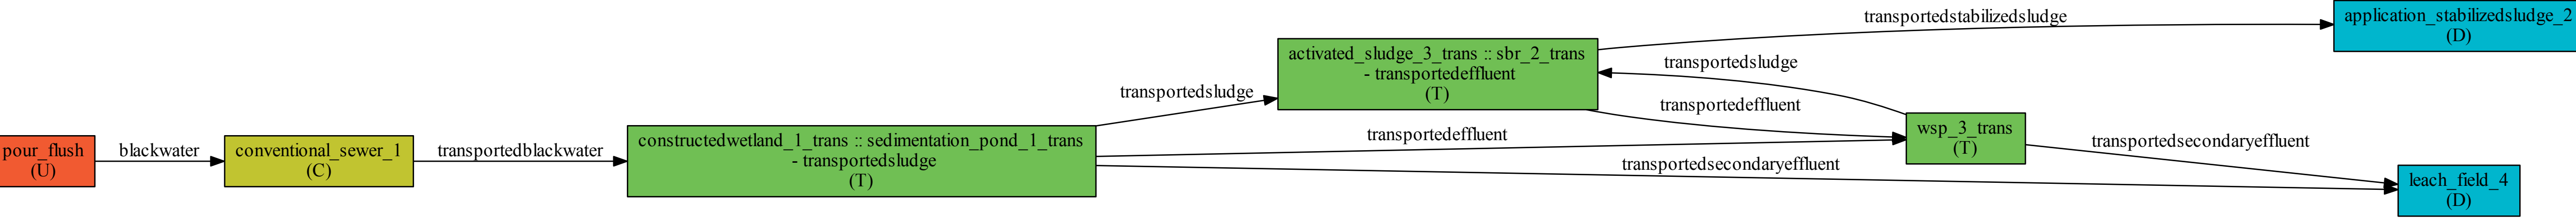 pour_flush
(U)
blackwater
conventional_sewer_1
(C)
transportedblackwater
constructedwetland_1_trans :: sedimentation_pond_1_trans
- transportedsludge
(T)
transportedsludge
transportedeffluent
transportedsecondaryeffluent
activated_sludge_3_trans :: sbr_2_trans
- transportedeffluent
(T)
transportedstabilizedsludge
transportedsludge
transportedeffluent
wsp_3_trans
(T)
transportedsecondaryeffluent
application_stabilizedsludge_2
(D)
leach_field_4
(D)